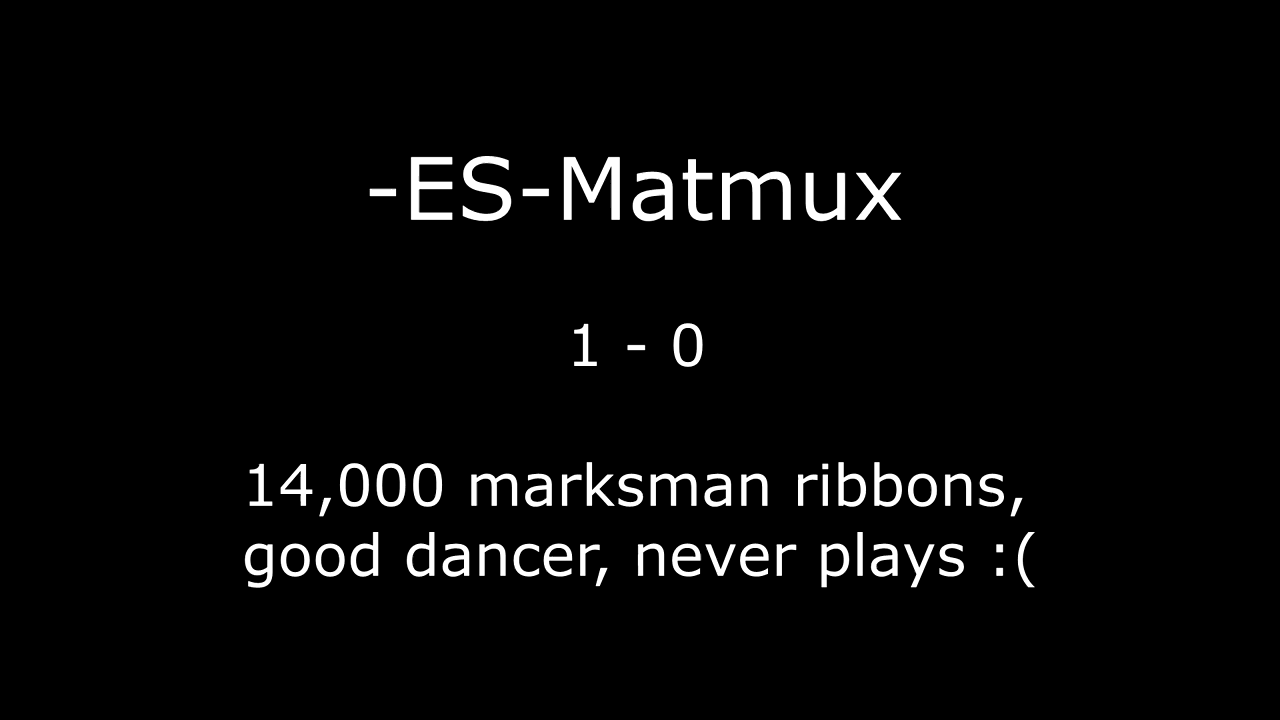 -ES-Matmux
1 - 0
14,000 marksman ribbons,
good dancer, never plays :(